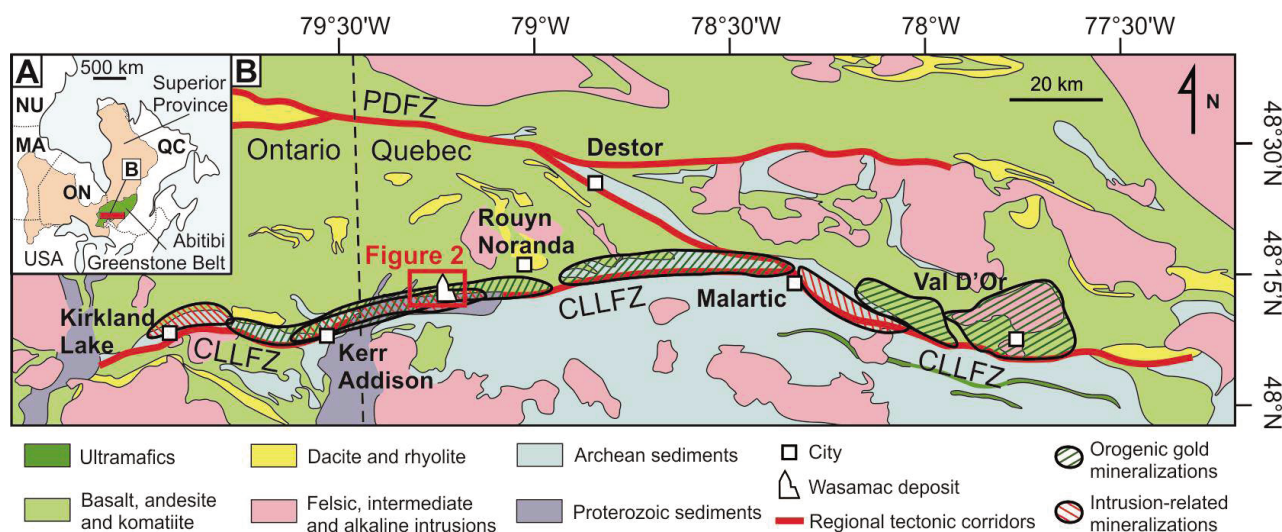 79°30'W
79°W
78°30'W
78°W
77°30'W
A
500 km
Superior
Province
NU
MA
QC
B
ON
Abitibi
USA
Greenstone Belt
B
PDFZ
20 km
N
Ontario
Quebec
Destor
48°30'N
Rouyn
Noranda
Figure 2
48°15'N
Val D'Or
Malartic
CLLFZ
Kirkland
Lake
CLLFZ
Kerr
Addison
CLLFZ
48°N
Ultramafics
Dacite and rhyolite
Archean sediments
City
Orogenic gold
mineralizations
Wasamac deposit
Basalt, andesite
and komatiite
Felsic, intermediate
and alkaline intrusions
Proterozoic sediments
Regional tectonic corridors
Intrusion-related
mineralizations